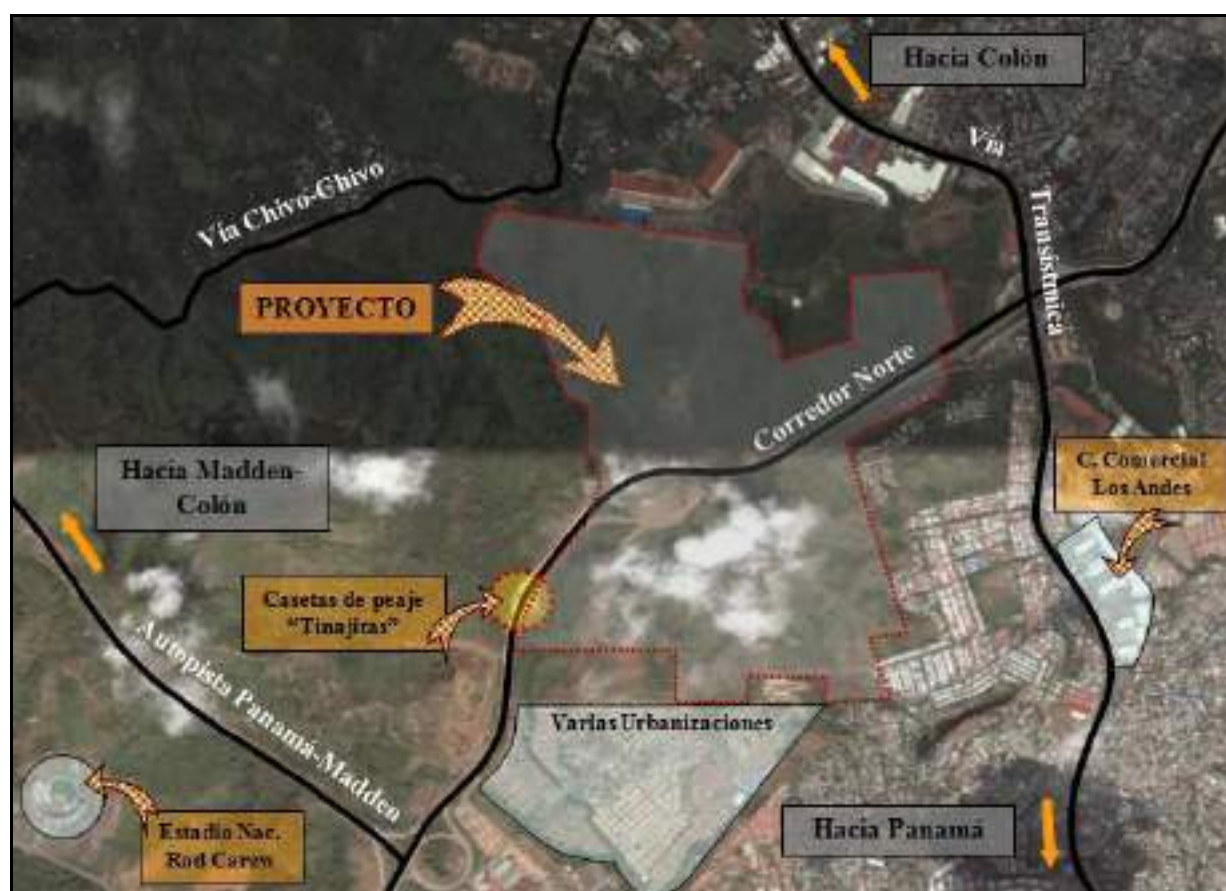 Hacia Colón
Vía
Transístmica
Vía Chivo-Chivo
PROYECTO
Corredor Norte
Hacia Madden-
Colón
C. Comercial
Los Andes
Casetas de peaje
"Tinajitas"
Autopista Panamá-Madden
Varias Urbanizaciones
Estadio Nac.
Rod Carew
Hacia Panamá